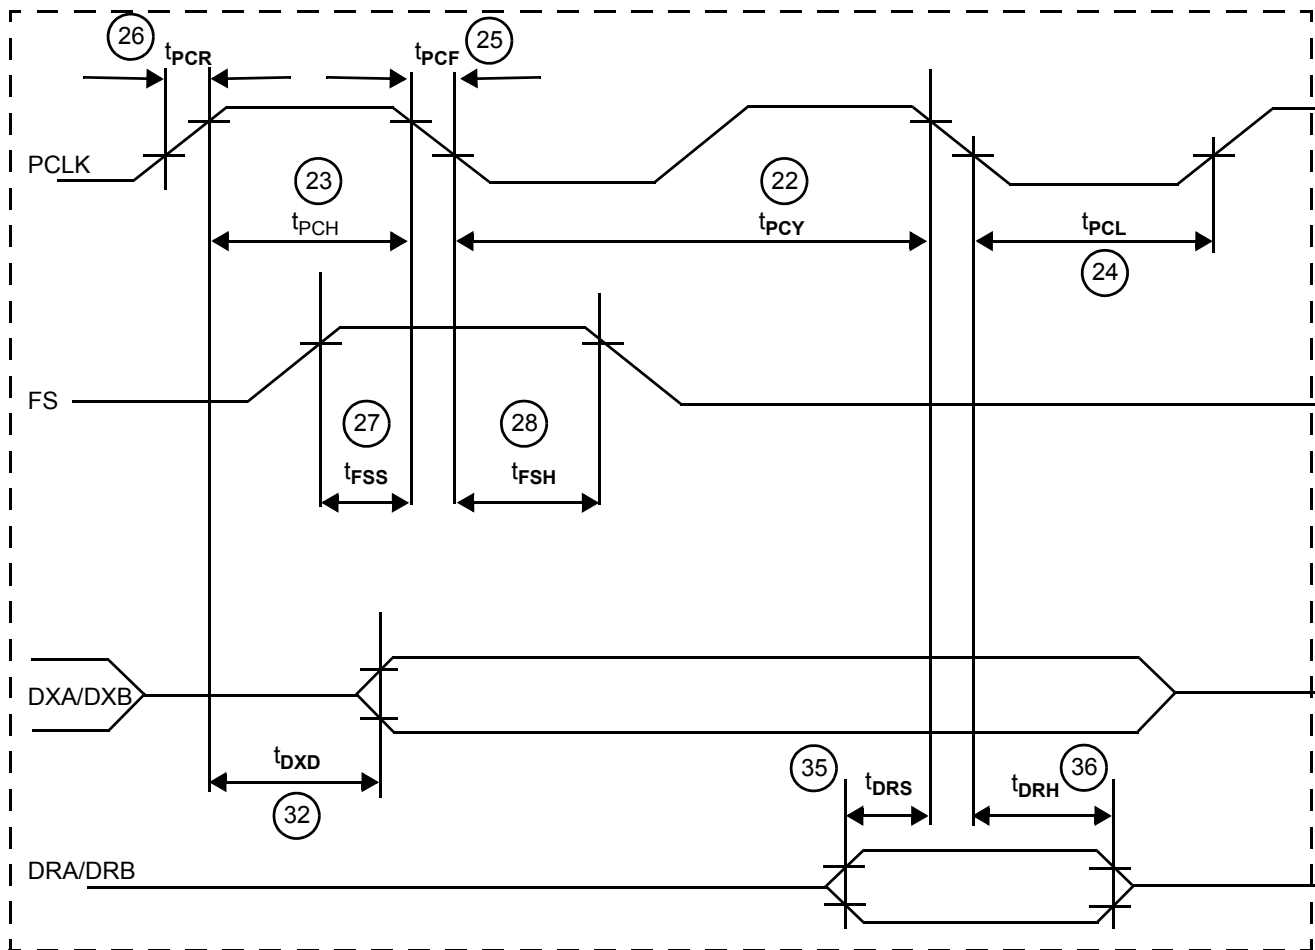 26
tPCR
tPCF
25
PCLK
23
22
tPCH
tPCY
tPCL
24
FS
27
28
tFSS
tFSH
DXA/DXB
tDXD
35
tDRS
tDRH
36
32
DRA/DRB